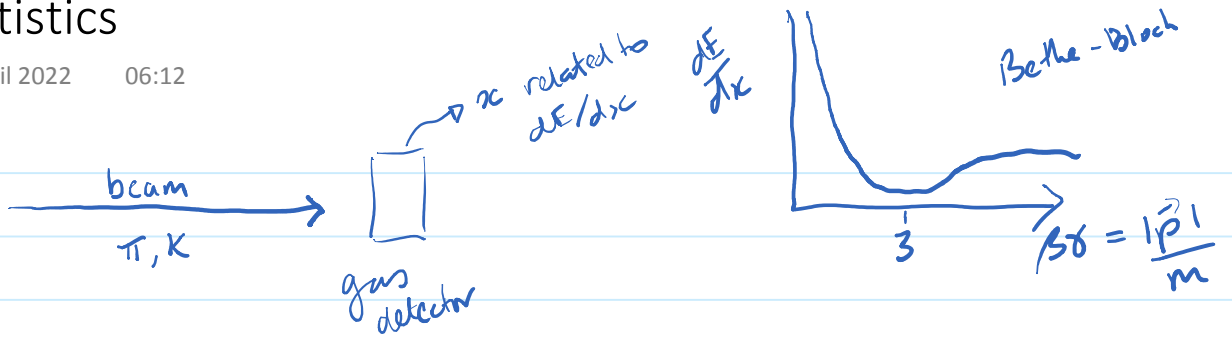 tistics
il 2022 06:12
x related to
dE/dx
dE
dx
Bethe-Bloch
beam
π, K
gas
detector
3
βγ = |p⃗|
m